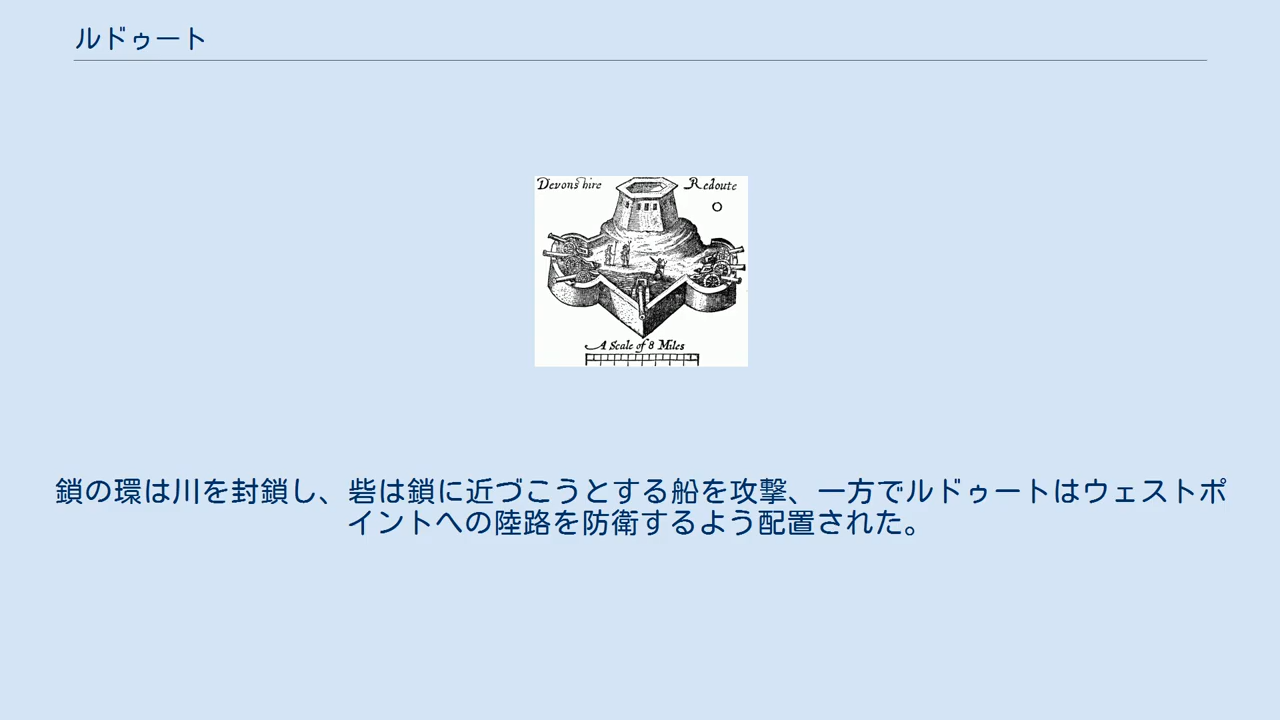 ルドゥート
Devonshire Redoute
A Scale of 8 Miles
鎖の環は川を封鎖し、砦は鎖に近づこうとする船を攻撃、一方でルドゥートはウェストポ
イントへの陸路を防衛するよう配置された。